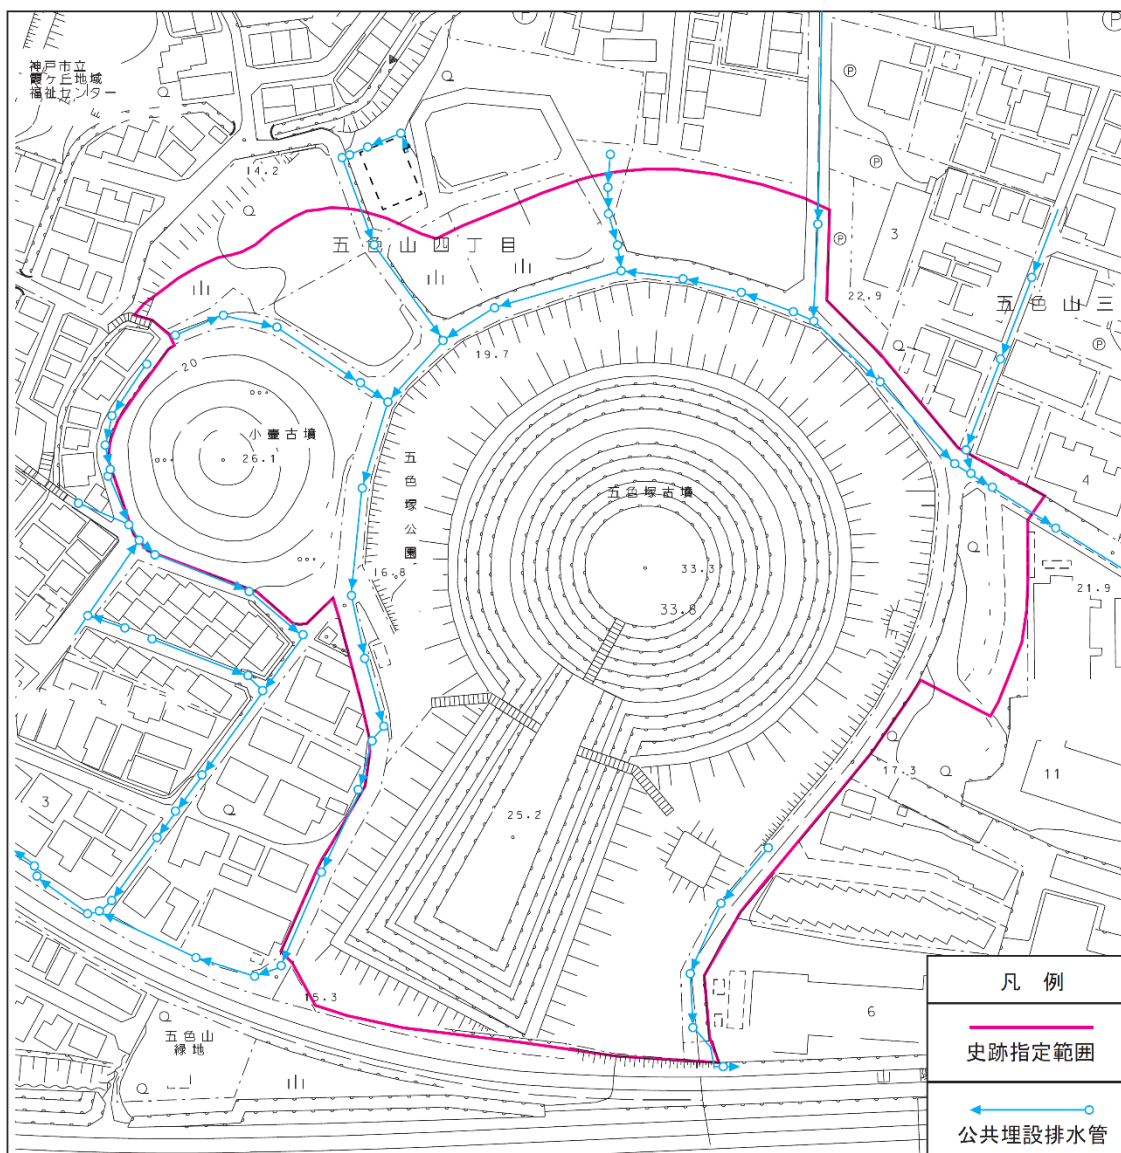 神戸市立
霞ヶ丘地域
福祉センター
P
P
P
P
P
14.2
五色山四丁目
3
22.9
五色山三
19.7
20
小壷古墳
26.1
五色塚公園
16.8
五色塚古墳
33.3
33.8
4
21.9
17.3
11
25.2
3
15.3
6
五色山
緑地
山
凡 例
史跡指定範囲
公共埋設排水管